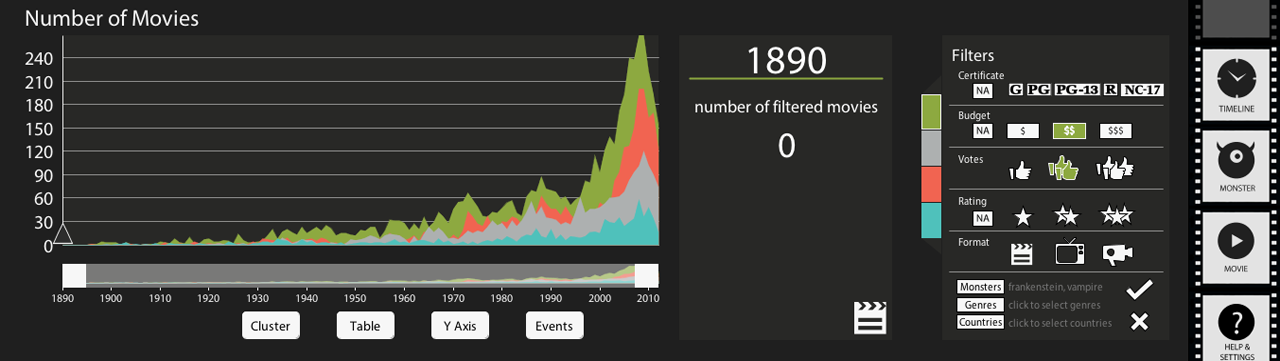 Number of Movies
240
210
180
150
120
90
60
30
0
1890 1900 1910 1920 1930 1940 1950 1960 1970 1980 1990 2000 2010
Cluster Table Y Axis Events
1890
number of filtered movies
0
Filters
Certificate
NA G PG PG-13 R NC-17
Budget
NA $ $$ $$$
Votes
Rating
NA
Format
Monsters frankenstein, vampire
Genres click to select genres
Countries click to select countries
TIMELINE
MONSTER
MOVIE
?
HELP &
SETTINGS